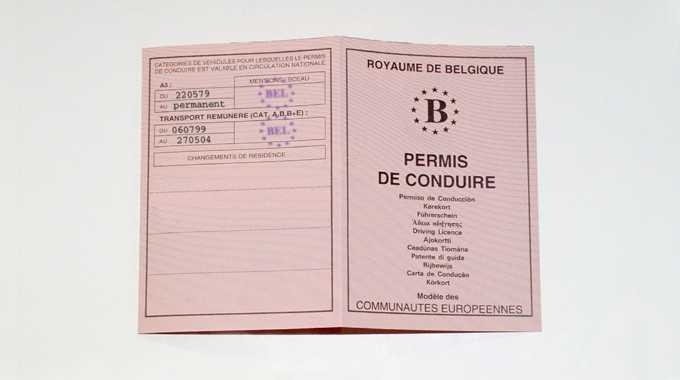 CATEGORIES DE VEHICULES POUR LESQUELLES LE PERMIS
DE CONDUIRE EST VALABLE EN CIRCULATION NATIONALE
A3 :
MENTIONS, SCEAU
DU 220579
AU permanent
BEL
TRANSPORT REMUNERE (CAT. A,B,B+E) :
DU 060799
AU 270504
BEL
CHANGEMENTS DE RESIDENCE
ROYAUME DE BELGIQUE
B
PERMIS
DE CONDUIRE
Permiso de Conducción
Kørekort
Führerschein
Driving Licence
Ajokortti
Ceadúnas Tiomána
Patente di guida
Rijbewijs
Carta de Condução
Körkort
Modèle des
COMMUNAUTES EUROPEENNES